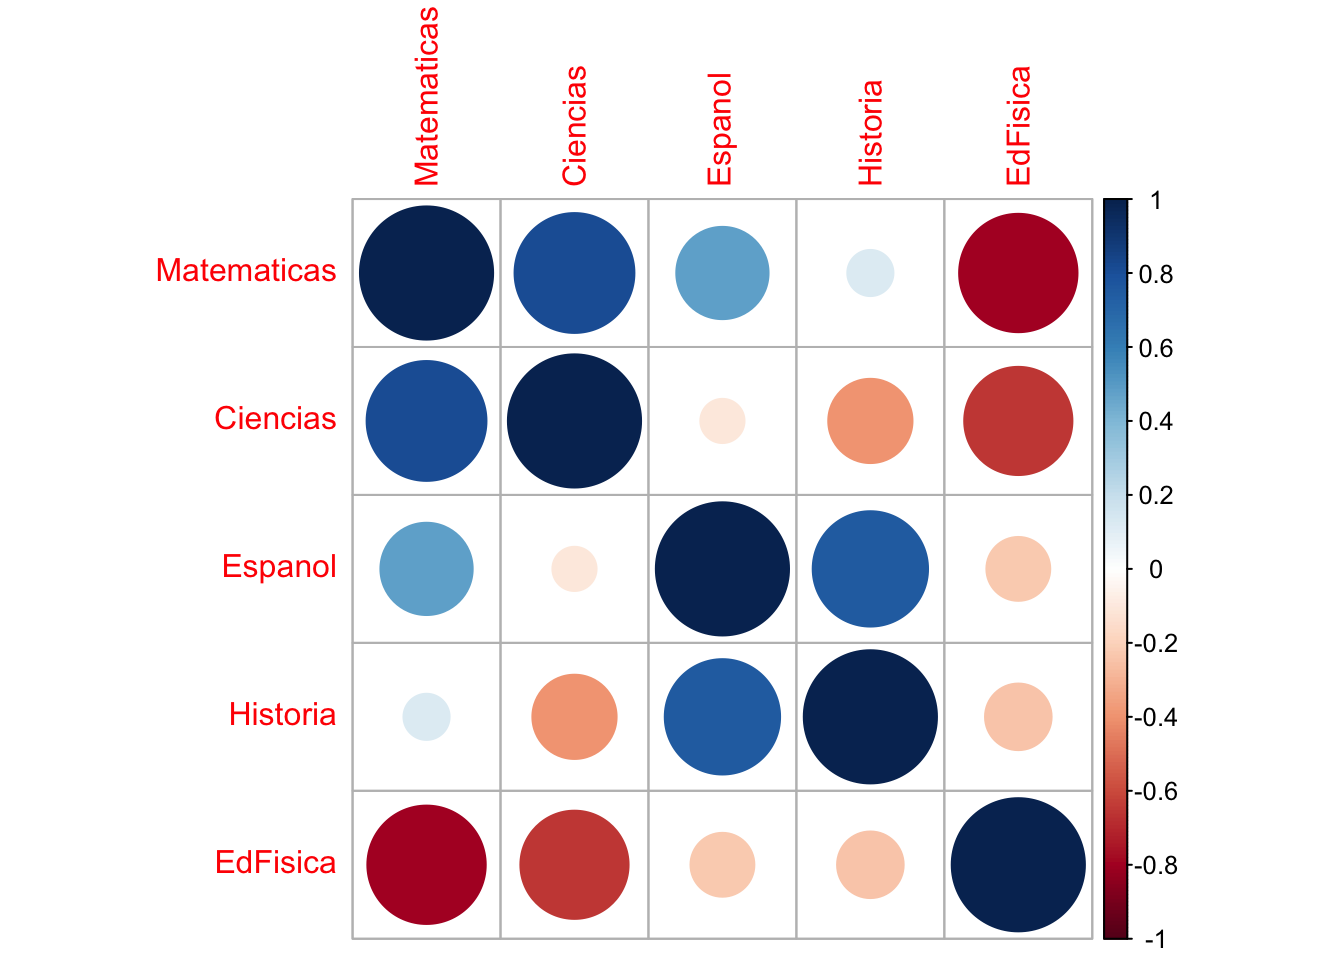 Matematicas
Ciencias
Espanol
Historia
EdFisica
Matematicas
Ciencias
Espanol
Historia
EdFisica
1
0.8
0.6
0.4
0.2
0
-0.2
-0.4
-0.6
-0.8
-1